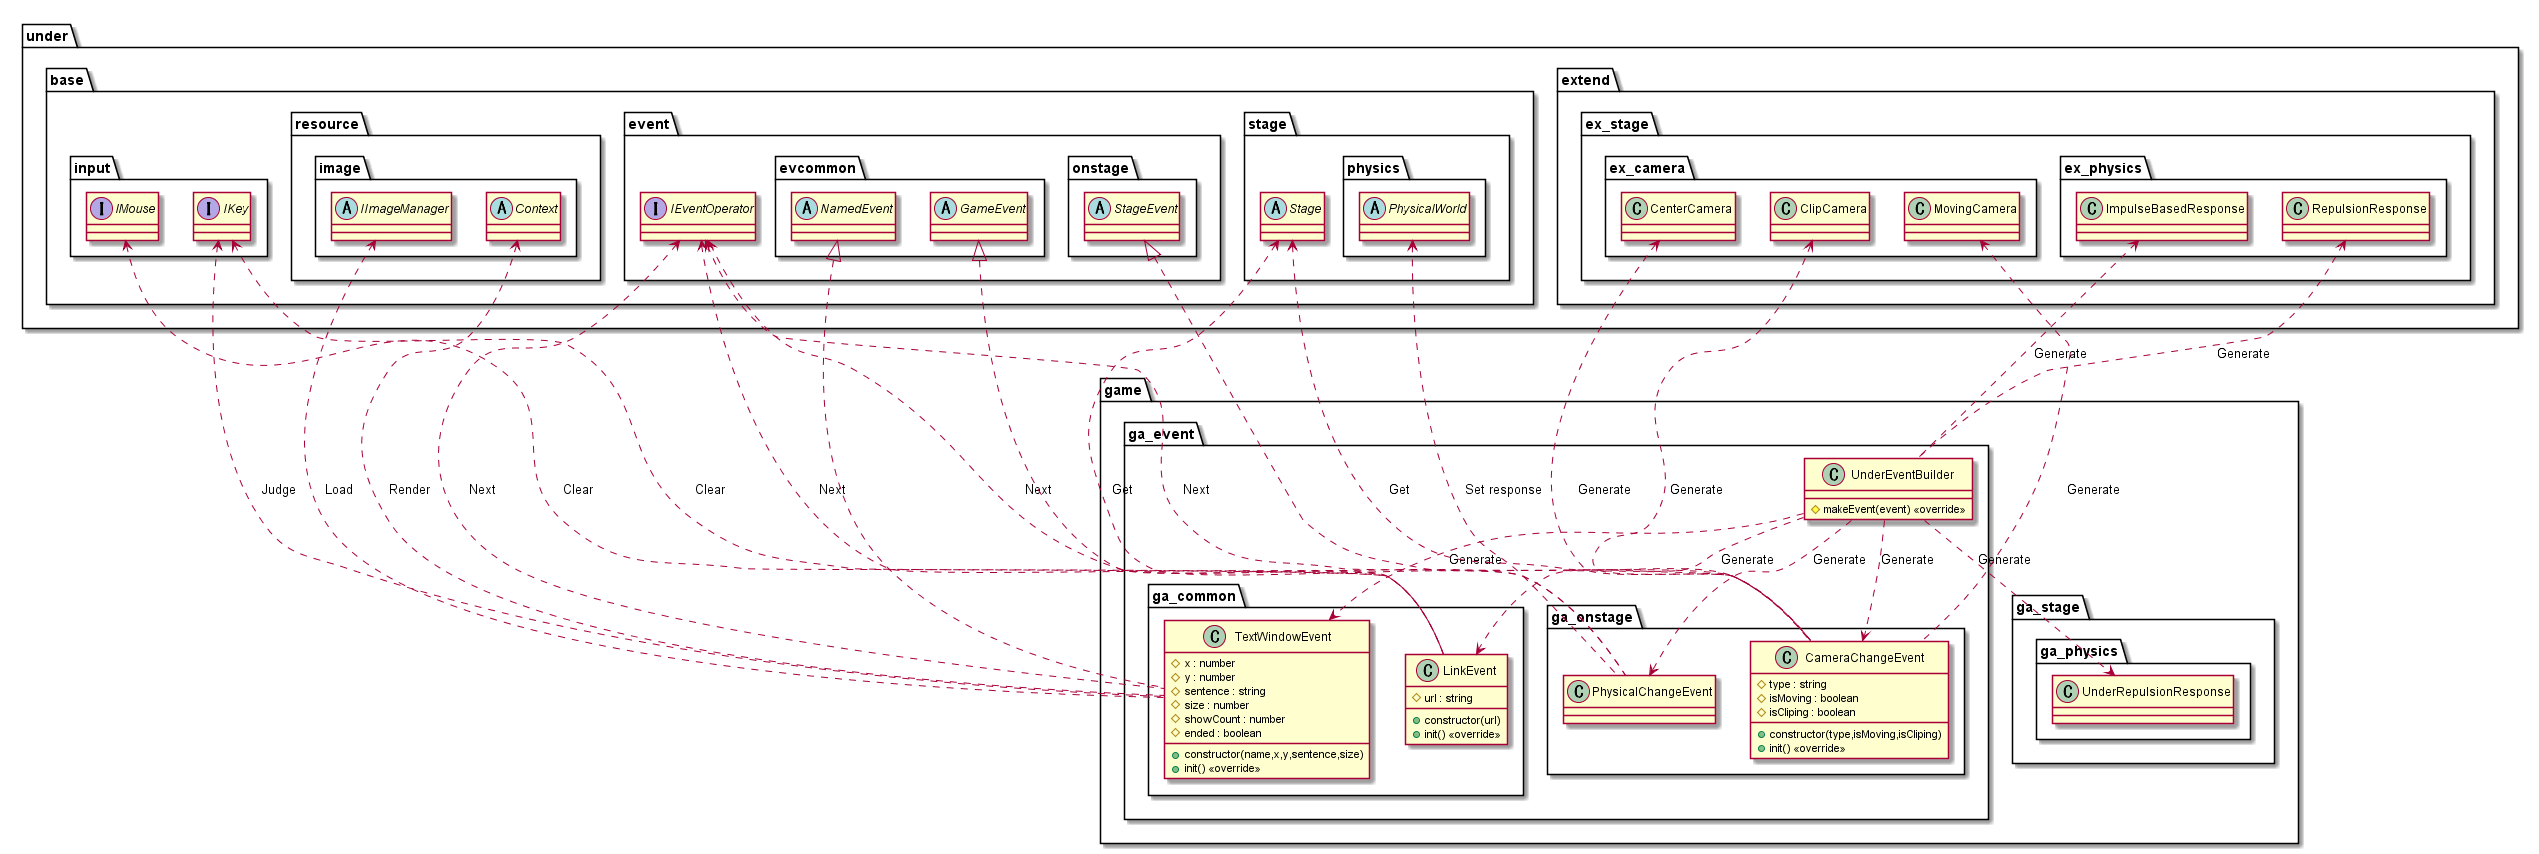 under
base
extend
resource
event
stage
ex_stage
input
image
evcommon
onstage
physics
ex_camera
ex_physics
I IMouse
I IKey
A IImageManager
A Context
I IEventOperator
A NamedEvent
A GameEvent
A StageEvent
A Stage
A PhysicalWorld
C CenterCamera
C ClipCamera
C MovingCamera
C ImpulseBasedResponse
C RepulsionResponse
Generate
Generate
game
ga_event
C UnderEventBuilder
makeEvent(event) «override»
Judge
Load
Render
Next
Clear
Clear
Next
Next
Get
Next
Get
Set response
Generate
Generate
Generate
Generate
Generate
Generate
Generate
Generate
ga_common
C TextWindowEvent
x : number
y : number
sentence : string
size : number
showCount : number
ended : boolean
constructor(name,x,y,sentence,size)
init() «override»
C LinkEvent
url : string
constructor(url)
init() «override»
ga_onstage
C PhysicalChangeEvent
C CameraChangeEvent
type : string
isMoving : boolean
isCliping : boolean
constructor(type,isMoving,isCliping)
init() «override»
ga_stage
ga_physics
C UnderRepulsionResponse